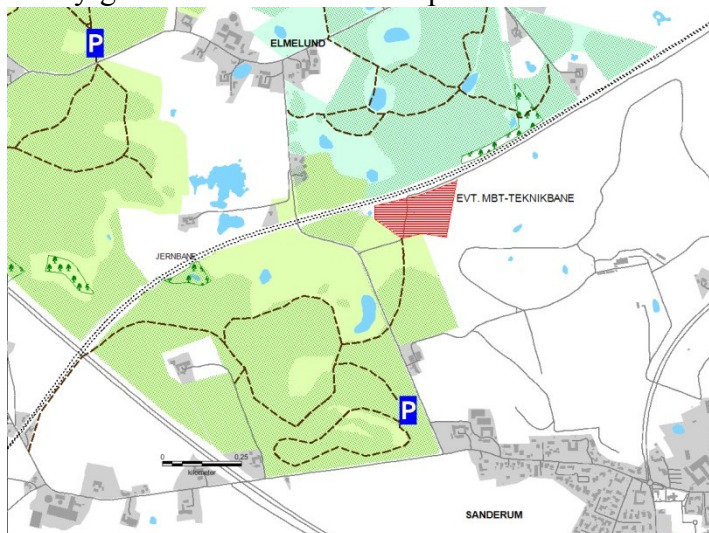 P
ELMELUND
EVT. MBT-TEKNIKBANE
JERNBANE
P
0 0,25
kilometer
SANDERUM